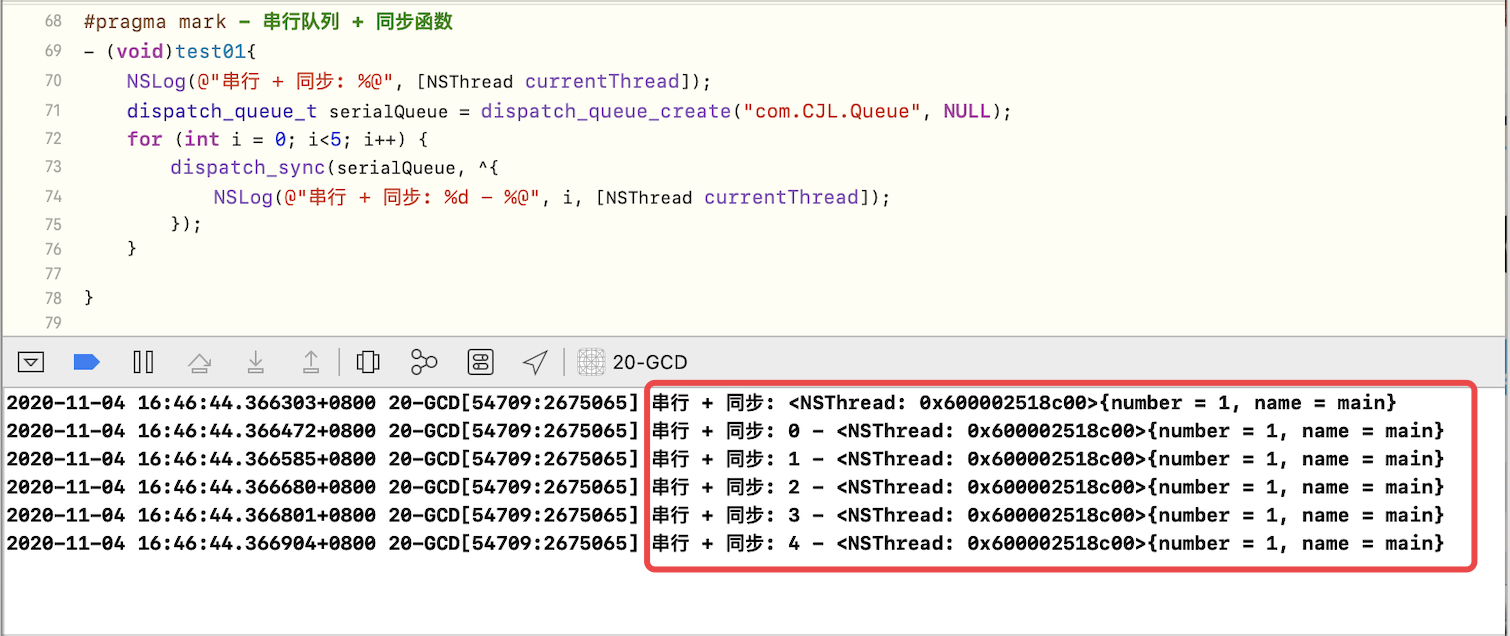 68 #pragma mark - 串行队列 + 同步函数
69 - (void)test01{
70 NSLog(@"串行 + 同步: %@", [NSThread currentThread]);
71 dispatch_queue_t serialQueue = dispatch_queue_create("com.CJL.Queue", NULL);
72 for (int i = 0; i<5; i++) {
73 dispatch_sync(serialQueue, ^{
74 NSLog(@"串行 + 同步: %d - %@", i, [NSThread currentThread]);
75 });
76 }
77
78 }
79
20-GCD
2020-11-04 16:46:44.366303+0800 20-GCD[54709:2675065] 串行 + 同步: <NSThread: 0x600002518c00>{number = 1, name = main}
2020-11-04 16:46:44.366472+0800 20-GCD[54709:2675065] 串行 + 同步: 0 - <NSThread: 0x600002518c00>{number = 1, name = main}
2020-11-04 16:46:44.366585+0800 20-GCD[54709:2675065] 串行 + 同步: 1 - <NSThread: 0x600002518c00>{number = 1, name = main}
2020-11-04 16:46:44.366680+0800 20-GCD[54709:2675065] 串行 + 同步: 2 - <NSThread: 0x600002518c00>{number = 1, name = main}
2020-11-04 16:46:44.366801+0800 20-GCD[54709:2675065] 串行 + 同步: 3 - <NSThread: 0x600002518c00>{number = 1, name = main}
2020-11-04 16:46:44.366904+0800 20-GCD[54709:2675065] 串行 + 同步: 4 - <NSThread: 0x600002518c00>{number = 1, name = main}